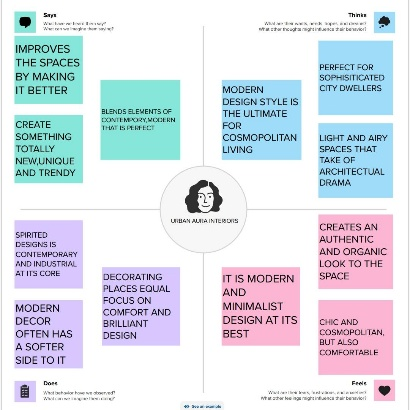 Says
What have we heard them say?
What can we imagine them saying?
Thinks
What are their wants, needs, hopes, and dreams?
What other thoughts might influence their behavior?
IMPROVES
THE SPACES
BY MAKING
IT BETTER
BLENDS ELEMENTS OF
CONTEMPORY,MODERN
THAT IS PERFECT
CREATE
SOMETHING
TOTALLY
NEW,UNIQUE
AND TRENDY
MODERN
DESIGN STYLE IS
THE ULTIMATE
FOR
COSMOPOLITAN
LIVING
PERFECT FOR
SOPHISITICATED
CITY DWELLERS
LIGHT AND AIRY
SPACES THAT
TAKE OF
ARCHITECTURAL
DRAMA
URBAN AURA INTERIORS
SPIRITED
DESIGNS IS
CONTEMPORARY
AND INDUSTRIAL
AT ITS CORE
DECORATING
PLACES EQUAL
FOCUS ON
COMFORT AND
BRILLIANT
DESIGN
MODERN
DECOR
OFTEN HAS
A SOFTER
SIDE TO IT
IT IS MODERN
AND
MINIMALIST
DESIGN AT ITS
BEST
CREATES AN
AUTHENTIC
AND ORGANIC
LOOK TO THE
SPACE
CHIC AND
COSMOPOLITAN,
BUT ALSO
COMFORTABLE
Does
What behavior have we observed?
What can we imagine them doing?
Feels
What are their fears, frustrations, and anxieties?
What other feelings might influence their behavior?
See an example